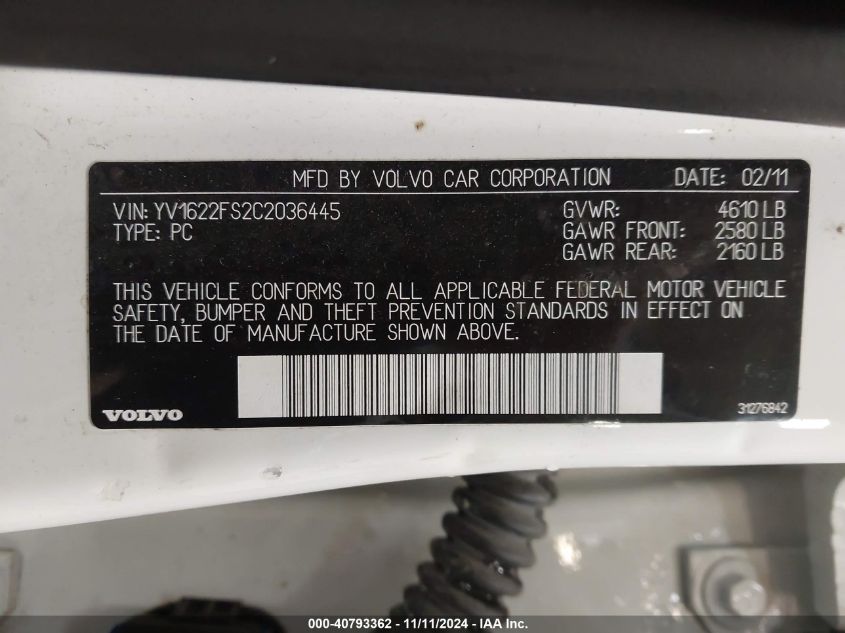 MFD BY VOLVO CAR CORPORATION DATE: 02/11
VIN: YV1622FS2C2036445 GVWR: 4610 LB
TYPE: PC GAWR FRONT: 2580 LB
GAWR REAR: 2160 LB
THIS VEHICLE CONFORMS TO ALL APPLICABLE FEDERAL MOTOR VEHICLE
SAFETY, BUMPER AND THEFT PREVENTION STANDARDS IN EFFECT ON
THE DATE OF MANUFACTURE SHOWN ABOVE.
VOLVO 31276842
000-40793362 - 11/11/2024 - IAA Inc.